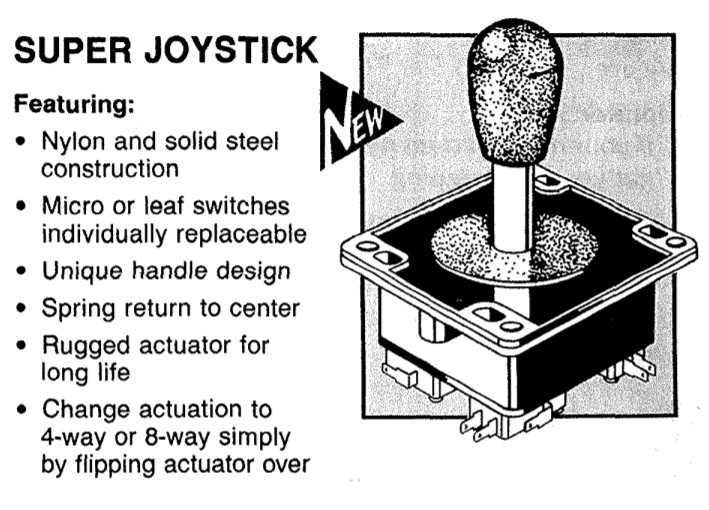 SUPER JOYSTICK
NEW
Featuring:
• Nylon and solid steel
construction
• Micro or leaf switches
individually replaceable
• Unique handle design
• Spring return to center
• Rugged actuator for
long life
• Change actuation to
4-way or 8-way simply
by flipping actuator over